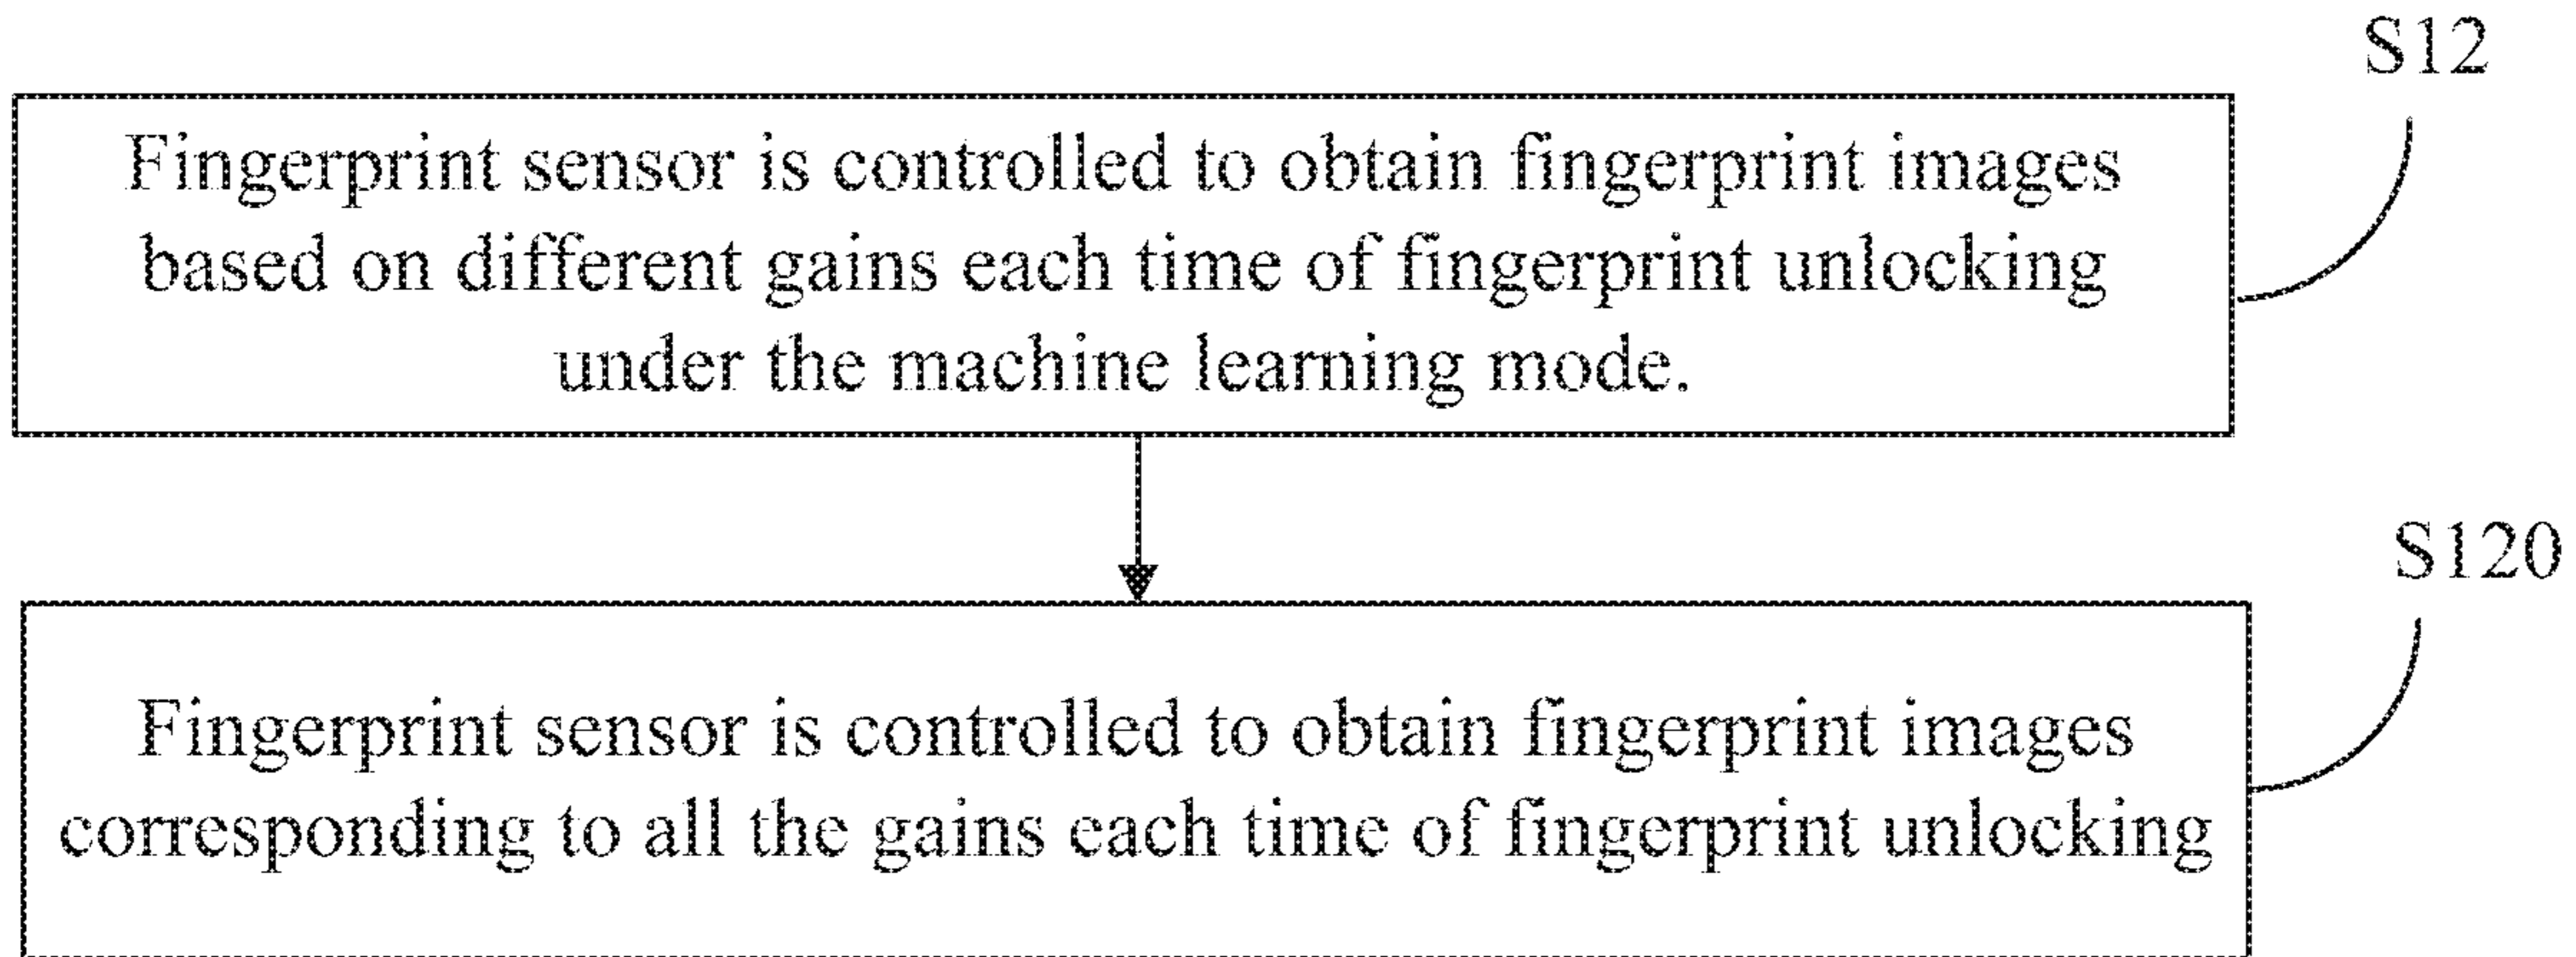 S12
Fingerprint sensor is controlled to obtain fingerprint images
based on different gains each time of fingerprint unlocking
under the machine learning mode.
S120
Fingerprint sensor is controlled to obtain fingerprint images
corresponding to all the gains each time of fingerprint unlocking